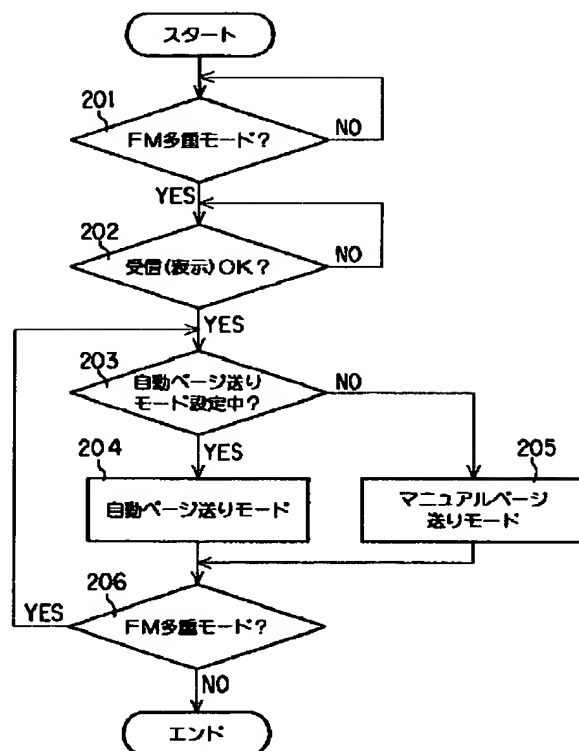 スタート
201
FM多重モード?
NO
YES
202
受信(表示)OK?
NO
YES
203
自動ページ送り
モード設定中?
NO
YES
204
自動ページ送りモード
205
マニュアルページ
送りモード
206
YES
FM多重モード?
NO
エンド